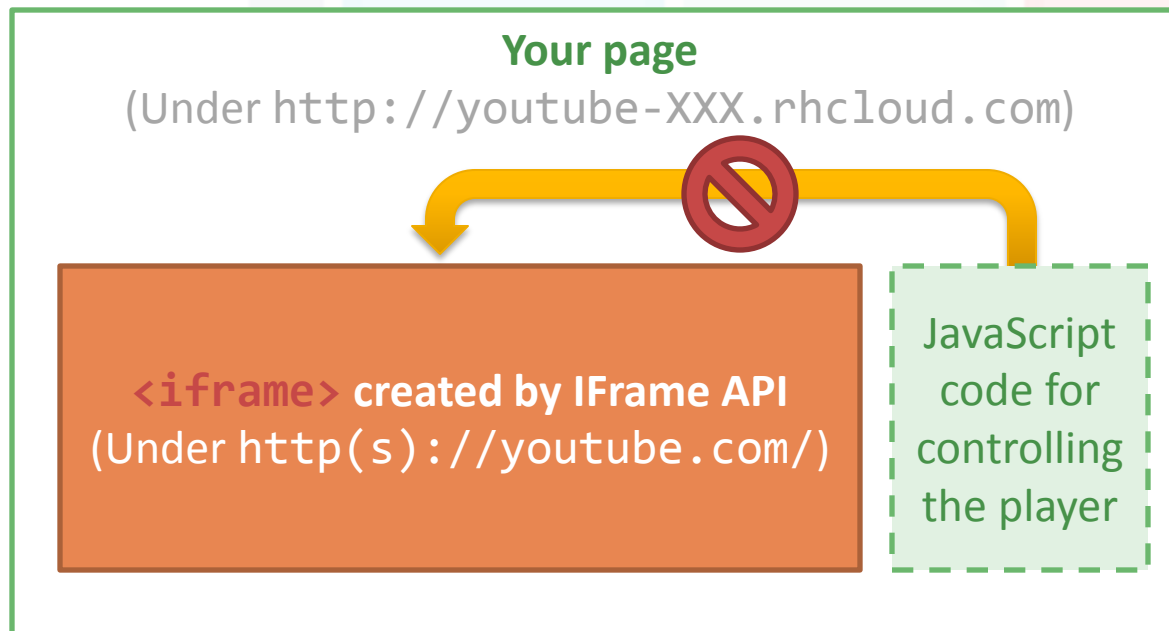 Your page
(Under http://youtube-XXX.rhcloud.com)
<iframe> created by IFrame API
(Under http(s)://youtube.com/)
JavaScript
code for
controlling
the player